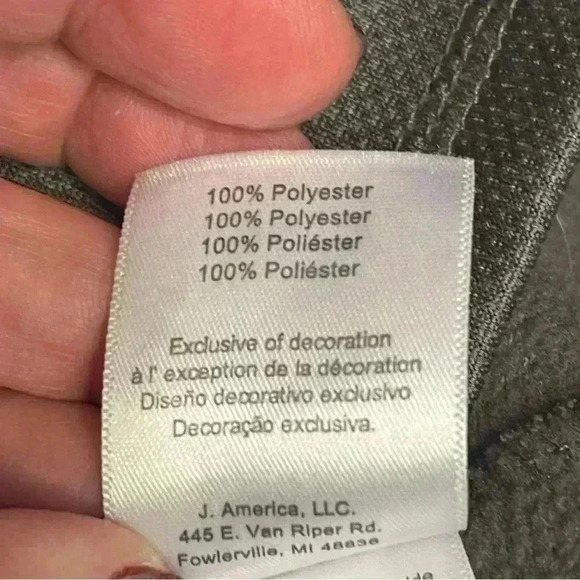 100% Polyester
100% Polyester
100% Poliéster
100% Poliéster
Exclusive of decoration
à l' exception de la décoration
Diseño decorativo exclusivo
Decoração exclusiva.
J. America, LLC.
445 E. Van Riper Rd.
Fowlerville, MI 48836